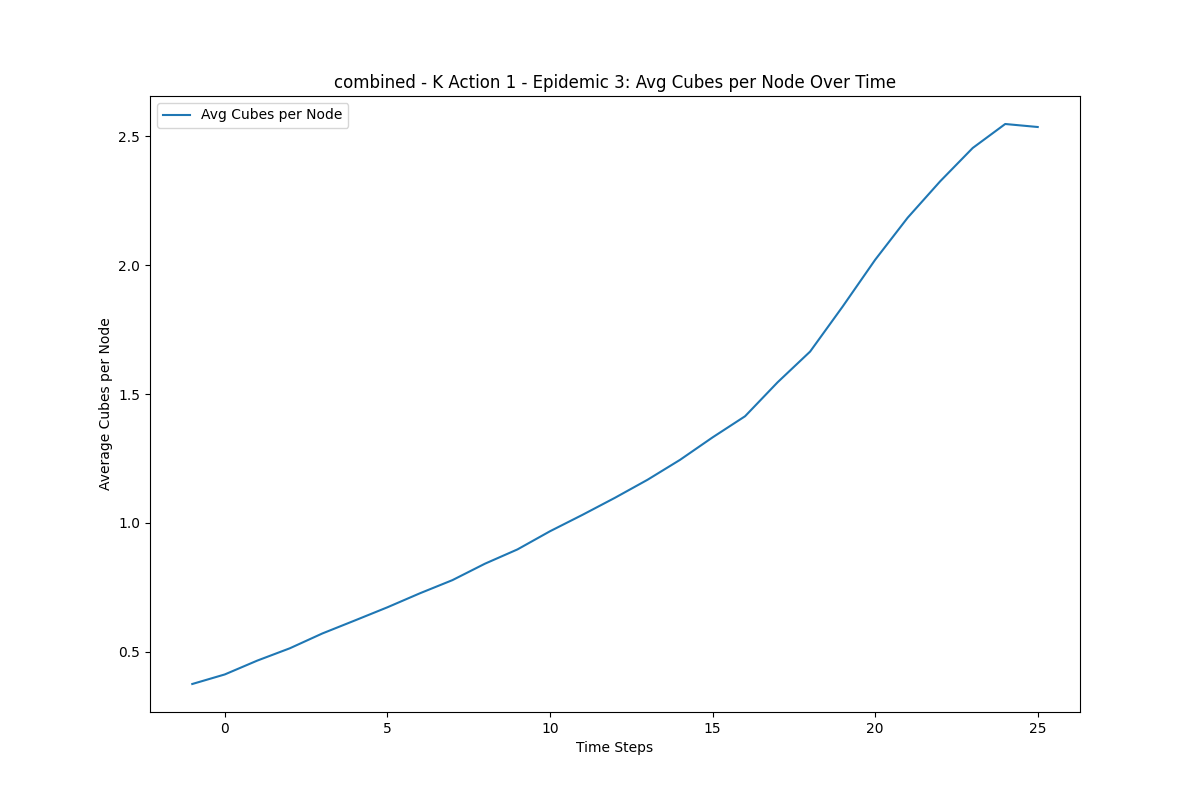 combined - K Action 1 - Epidemic 3: Avg Cubes per Node Over Time
Avg Cubes per Node
Average Cubes per Node
2.5
2.0
1.5
1.0
0.5
0 5 10 15 20 25
Time Steps